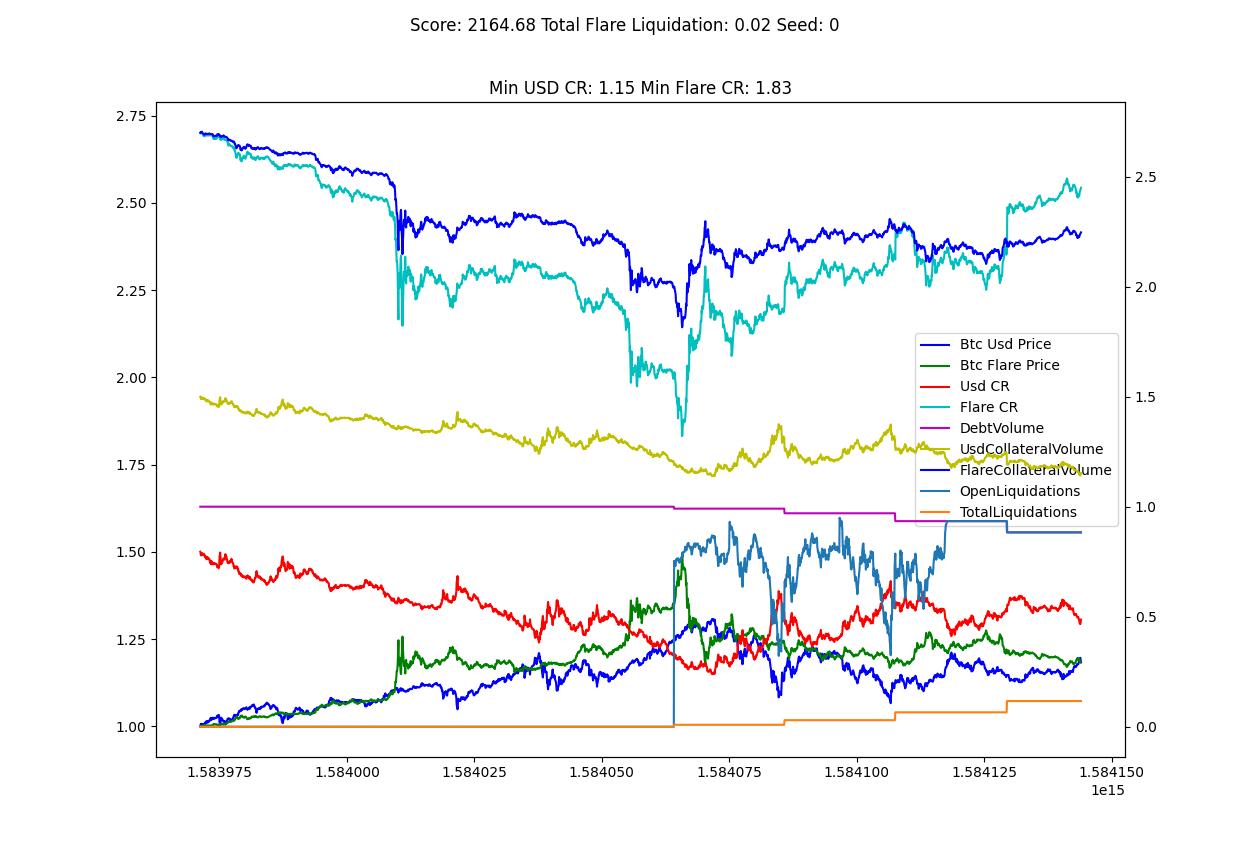 Score: 2164.68 Total Flare Liquidation: 0.02 Seed: 0
Min USD CR: 1.15 Min Flare CR: 1.83
2.75
2.50
2.25
2.00
1.75
1.50
1.25
1.00
2.5
2.0
1.5
1.0
0.5
0.0
Btc Usd Price
Btc Flare Price
Usd CR
Flare CR
DebtVolume
UsdCollateralVolume
FlareCollateralVolume
OpenLiquidations
TotalLiquidations
1.583975 1.584000 1.584025 1.584050 1.584075 1.584100 1.584125 1.584150
1e15